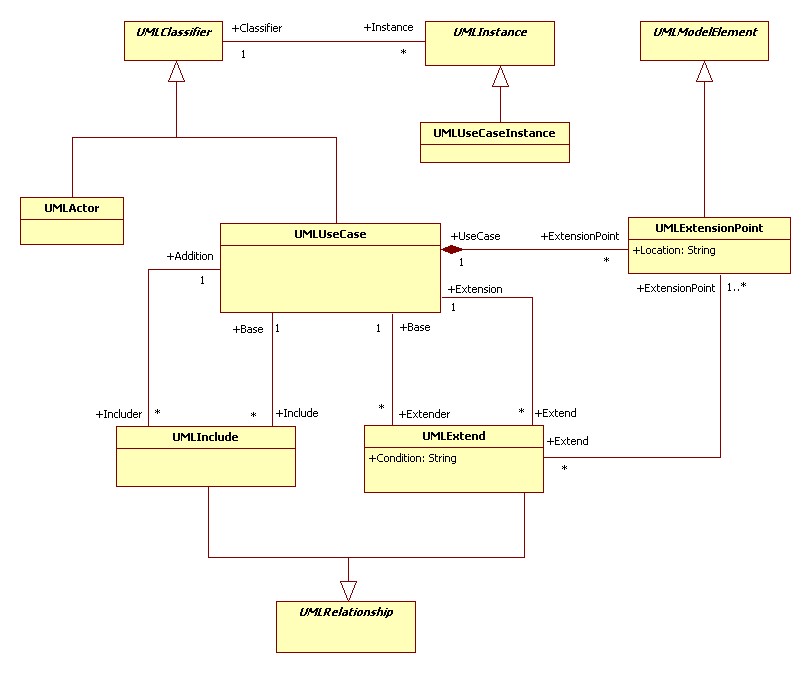 UMLClassifier
+Classifier
1
+Instance
*
UMLInstance
UMLModelElement
UMLUseCaseInstance
UMLActor
UMLUseCase
+UseCase
1
+ExtensionPoint
*
UMLExtensionPoint
+Location: String
+Addition
1
+Extension
1
+ExtensionPoint
1..*
+Base
1
1
+Base
+Includer
*
*
+Include
*
+Extender
*
+Extend
UMLInclude
UMLExtend
+Condition: String
+Extend
*
UMLRelationship